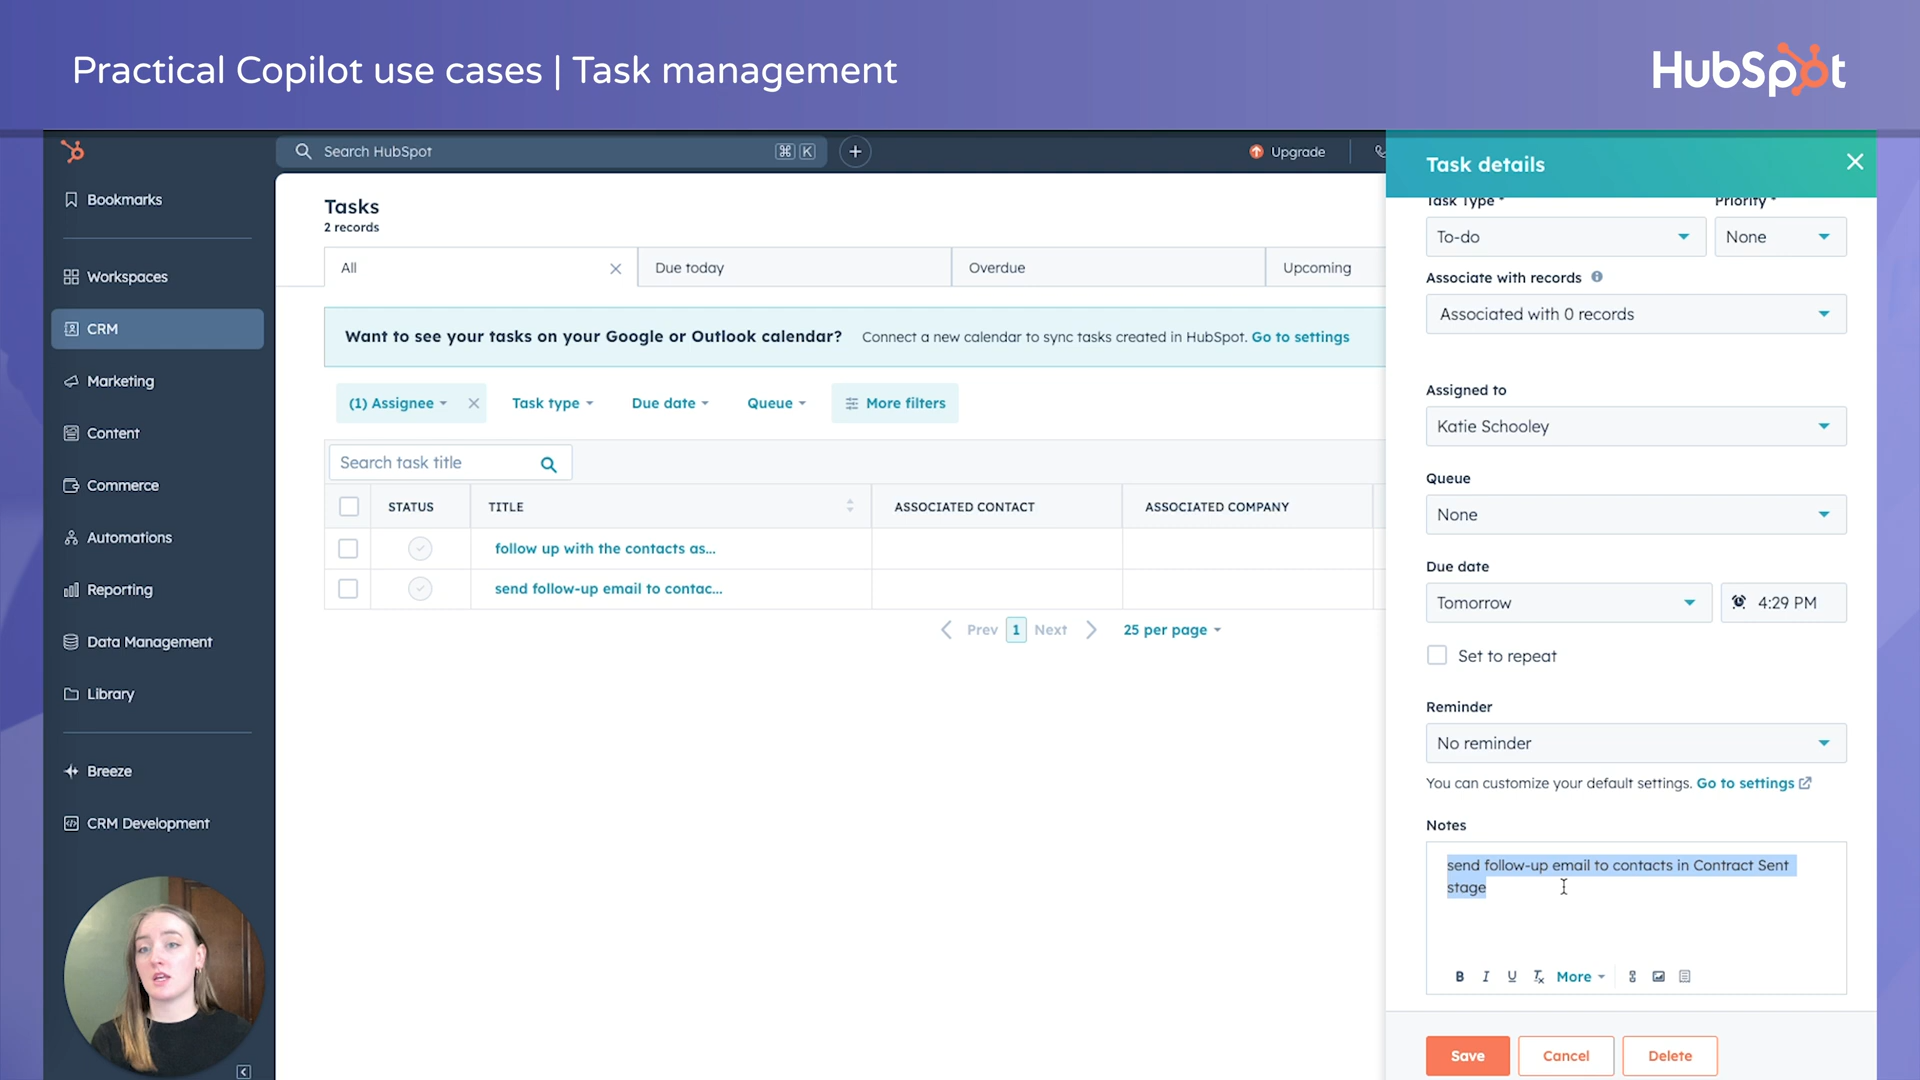 Practical Copilot use cases | Task management
HubSpot
Search HubSpot
⌘ K
Upgrade
Bookmarks
Workspaces
CRM
Marketing
Content
Commerce
Automations
Reporting
Data Management
Library
Breeze
CRM Development
Tasks
2 records
All
Due today
Overdue
Upcoming
Want to see your tasks on your Google or Outlook calendar? Connect a new calendar to sync tasks created in HubSpot. Go to settings
(1) Assignee
Task type
Due date
Queue
More filters
Search task title
STATUS
TITLE
ASSOCIATED CONTACT
ASSOCIATED COMPANY
follow up with the contacts as...
send follow-up email to contac...
Prev 1 Next
25 per page
Task details
Task Type *
Priority *
To-do
None
Associate with records
Associated with 0 records
Assigned to
Katie Schooley
Queue
None
Due date
Tomorrow
4:29 PM
Set to repeat
Reminder
No reminder
You can customize your default settings. Go to settings
Notes
send follow-up email to contacts in Contract Sent
stage
B I U Tx More
Save
Cancel
Delete